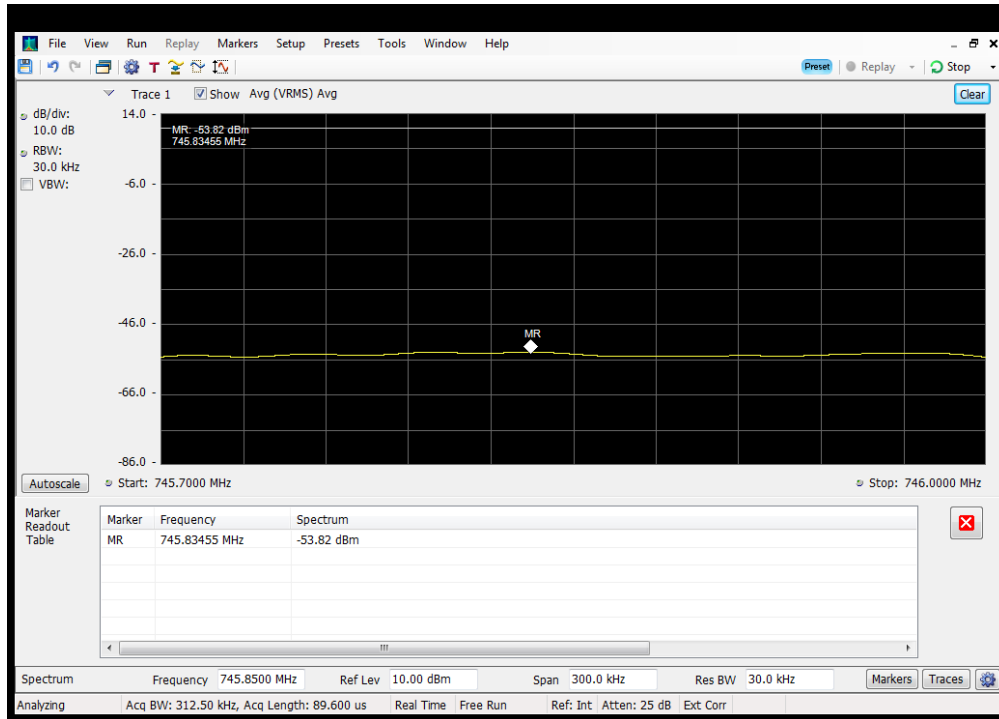 File View Run Replay Markers Setup Presets Tools Window Help
T Preset Replay Stop
Trace 1 Show Avg (VRMS) Avg Clear
dB/div:
10.0 dB
RBW:
30.0 kHz
VBW:
14.0
-6.0
-26.0
-46.0
-66.0
-86.0
MR: -53.82 dBm
745.83455 MHz
MR
Autoscale Start: 745.7000 MHz Stop: 746.0000 MHz
Marker
Readout
Table
Marker Frequency Spectrum
MR 745.83455 MHz -53.82 dBm
Spectrum Frequency 745.8500 MHz Ref Lev 10.00 dBm Span 300.0 kHz Res BW 30.0 kHz Markers Traces
Analyzing Acq BW: 312.50 kHz, Acq Length: 89.600 us Real Time Free Run Ref: Int Atten: 25 dB Ext Corr